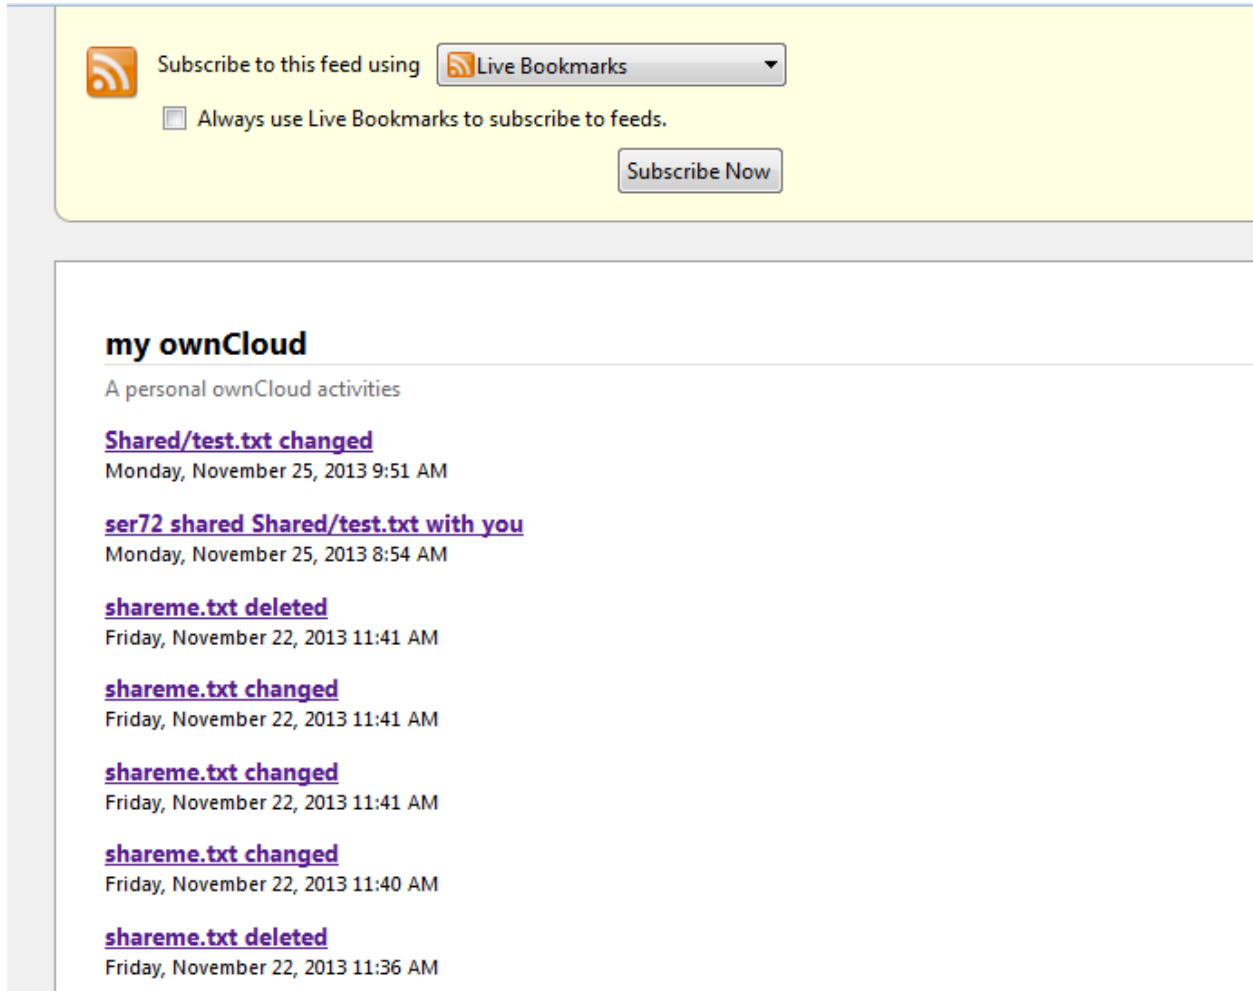 Subscribe to this feed using Live Bookmarks
Always use Live Bookmarks to subscribe to feeds.
Subscribe Now
my ownCloud
A personal ownCloud activities
Shared/test.txt changed
Monday, November 25, 2013 9:51 AM
ser72 shared Shared/test.txt with you
Monday, November 25, 2013 8:54 AM
shareme.txt deleted
Friday, November 22, 2013 11:41 AM
shareme.txt changed
Friday, November 22, 2013 11:41 AM
shareme.txt changed
Friday, November 22, 2013 11:41 AM
shareme.txt changed
Friday, November 22, 2013 11:40 AM
shareme.txt deleted
Friday, November 22, 2013 11:36 AM